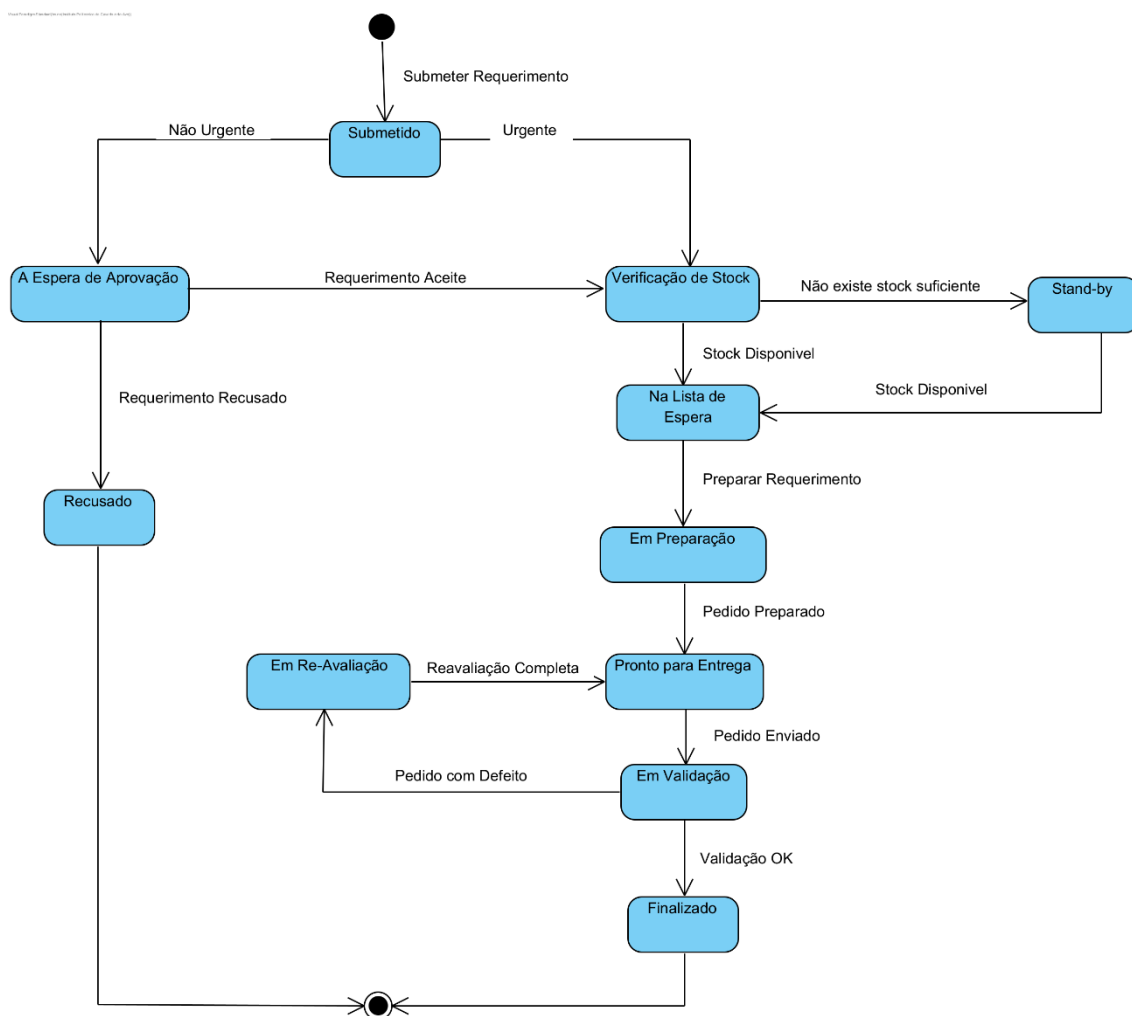 Submeter Requerimento
Não Urgente
Submetido
Urgente
A Espera de Aprovação
Requerimento Aceite
Verificação de Stock
Não existe stock suficiente
Stand-by
Stock Disponivel
Na Lista de
Espera
Stock Disponivel
Requerimento Recusado
Preparar Requerimento
Recusado
Em Preparação
Pedido Preparado
Em Re-Avaliação
Reavaliação Completa
Pronto para Entrega
Pedido Enviado
Pedido com Defeito
Em Validação
Validação OK
Finalizado